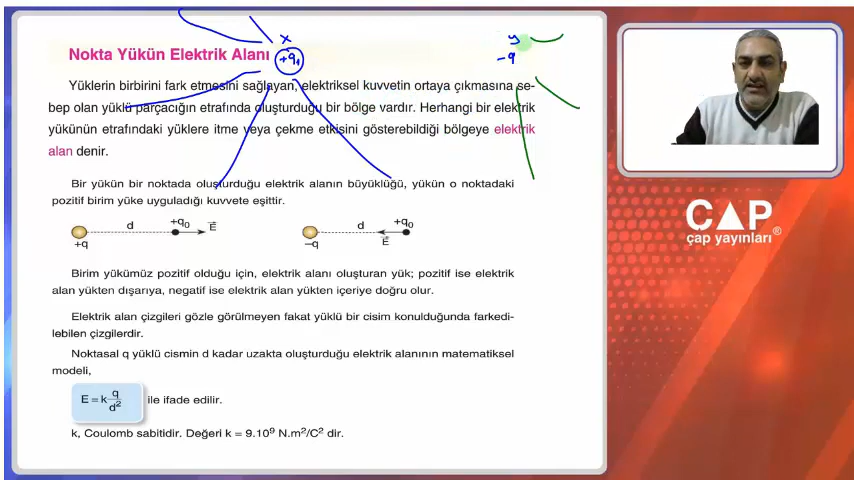 x
y
Nokta Yükün Elektrik Alanı
+q₁
-q
Yüklerin birbirini fark etmesini sağlayan, elektriksel kuvvetin ortaya çıkmasına se-
bep olan yüklü parçacığın etrafında oluşturduğu bir bölge vardır. Herhangi bir elektrik
yükünün etrafındaki yüklere itme veya çekme etkisini gösterebildiği bölgeye elektrik
alan denir.
Bir yükün bir noktada oluşturduğu elektrik alanın büyüklüğü, yükün o noktadaki
pozitif birim yüke uyguladığı kuvvete eşittir.
d +q₀ E⃗
+q
d +q₀
–q E⃗
Birim yükümüz pozitif olduğu için, elektrik alanı oluşturan yük; pozitif ise elektrik
alan yükten dışarıya, negatif ise elektrik alan yükten içeriye doğru olur.
Elektrik alan çizgileri gözle görülmeyen fakat yüklü bir cisim konulduğunda farkedi-
lebilen çizgilerdir.
Noktasal q yüklü cismin d kadar uzakta oluşturduğu elektrik alanının matematiksel
modeli,
E = k q/d² ile ifade edilir.
k, Coulomb sabitidir. Değeri k = 9.10⁹ N.m²/C² dir.
ÇAP
çap yayınları®